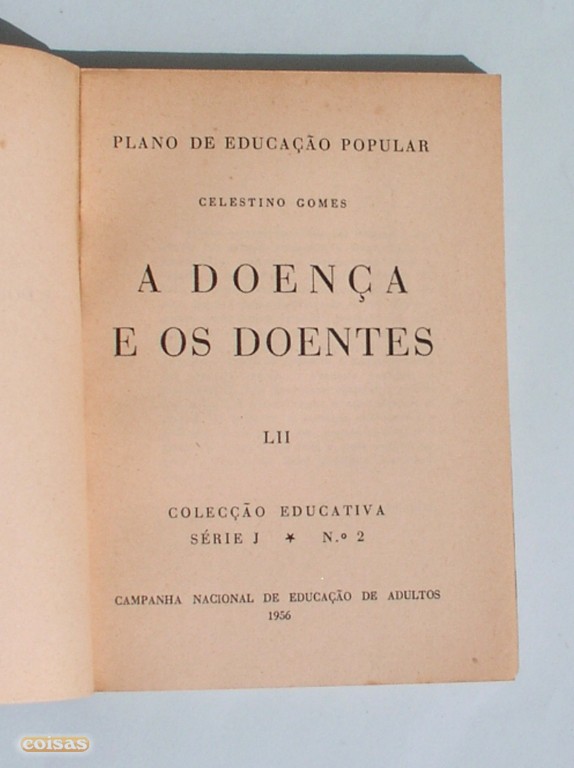 PLANO DE EDUCAÇÃO POPULAR
CELESTINO GOMES
A DOENÇA
E OS DOENTES
LII
COLECÇÃO EDUCATIVA
SÉRIE J * N.º 2
CAMPANHA NACIONAL DE EDUCAÇÃO DE ADULTOS
1956
coisas